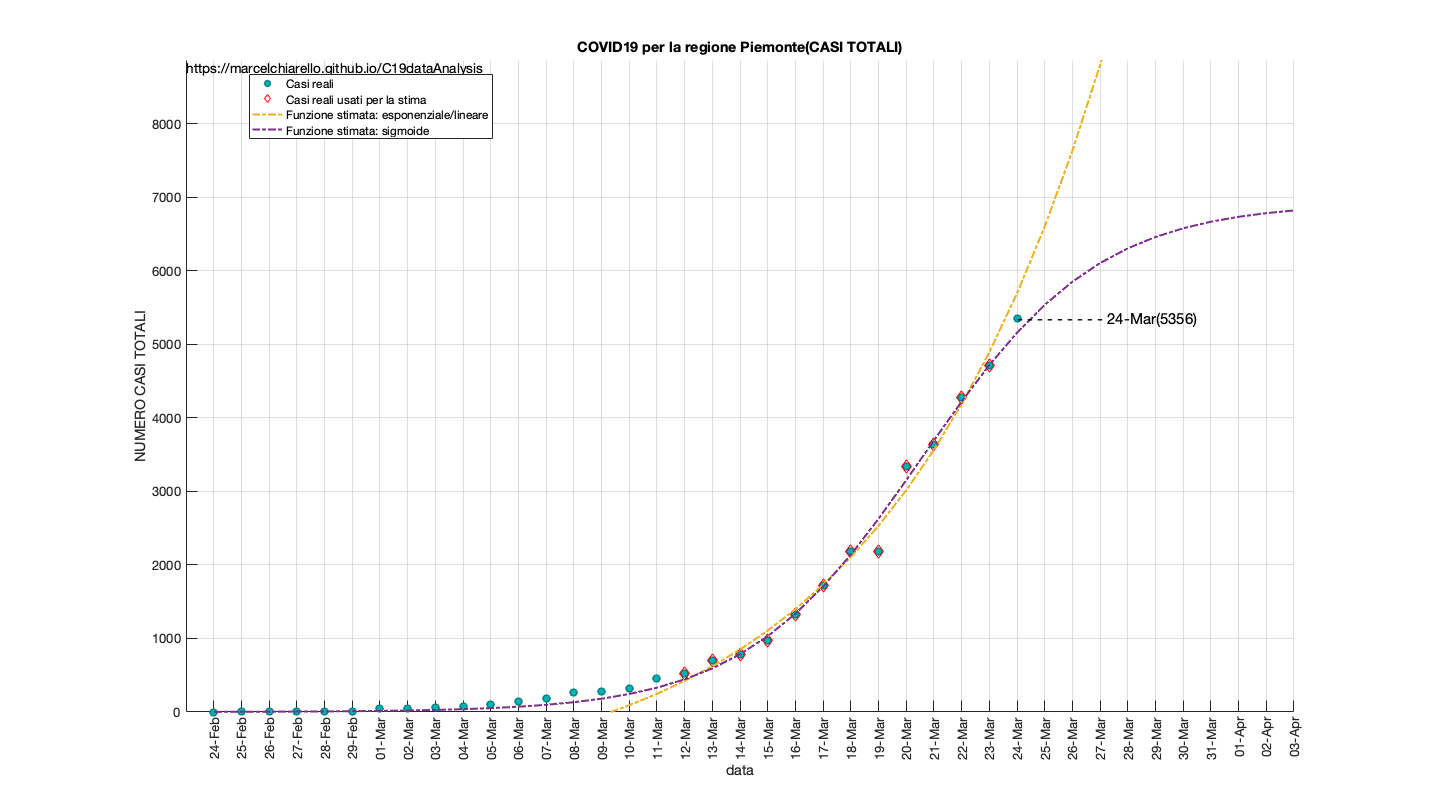 COVID19 per la regione Piemonte(CASI TOTALI)
https://marcelchiarello.github.io/C19dataAnalysis
Casi reali
Casi reali usati per la stima
Funzione stimata: esponenziale/lineare
Funzione stimata: sigmoide
8000
7000
6000
5000
4000
3000
2000
1000
0
NUMERO CASI TOTALI
24-Mar(5356)
24-Feb
25-Feb
26-Feb
27-Feb
28-Feb
29-Feb
01-Mar
02-Mar
03-Mar
04-Mar
05-Mar
06-Mar
07-Mar
08-Mar
09-Mar
10-Mar
11-Mar
12-Mar
13-Mar
14-Mar
15-Mar
16-Mar
17-Mar
18-Mar
19-Mar
20-Mar
21-Mar
22-Mar
23-Mar
24-Mar
25-Mar
26-Mar
27-Mar
28-Mar
29-Mar
30-Mar
31-Mar
01-Apr
02-Apr
03-Apr
data